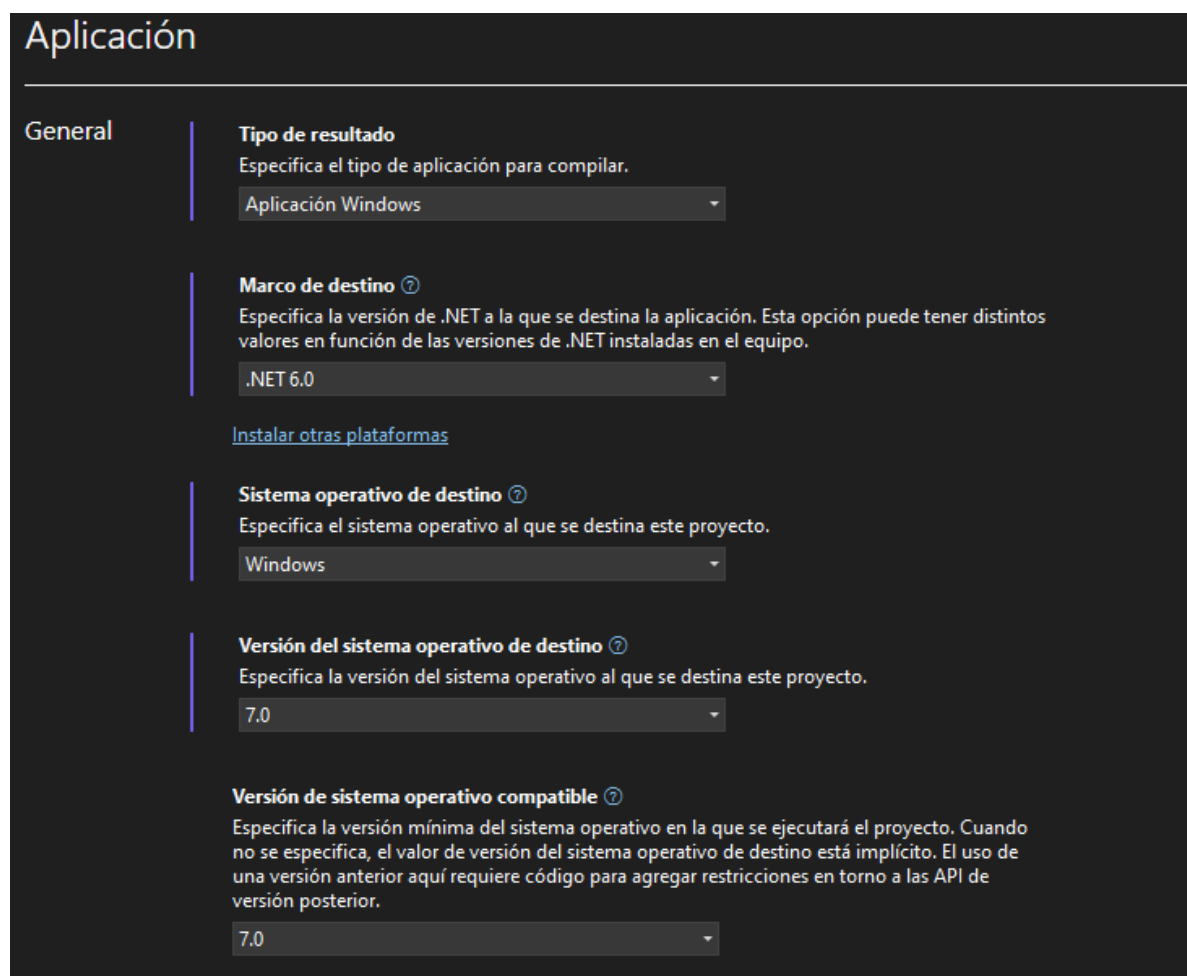 Aplicación
General
Tipo de resultado
Especifica el tipo de aplicación para compilar.
Aplicación Windows
Marco de destino
Especifica la versión de .NET a la que se destina la aplicación. Esta opción puede tener distintos
valores en función de las versiones de .NET instaladas en el equipo.
.NET 6.0
Instalar otras plataformas
Sistema operativo de destino
Especifica el sistema operativo al que se destina este proyecto.
Windows
Versión del sistema operativo de destino
Especifica la versión del sistema operativo al que se destina este proyecto.
7.0
Versión de sistema operativo compatible
Especifica la versión mínima del sistema operativo en la que se ejecutará el proyecto. Cuando
no se especifica, el valor de versión del sistema operativo de destino está implícito. El uso de
una versión anterior aquí requiere código para agregar restricciones en torno a las API de
versión posterior.
7.0